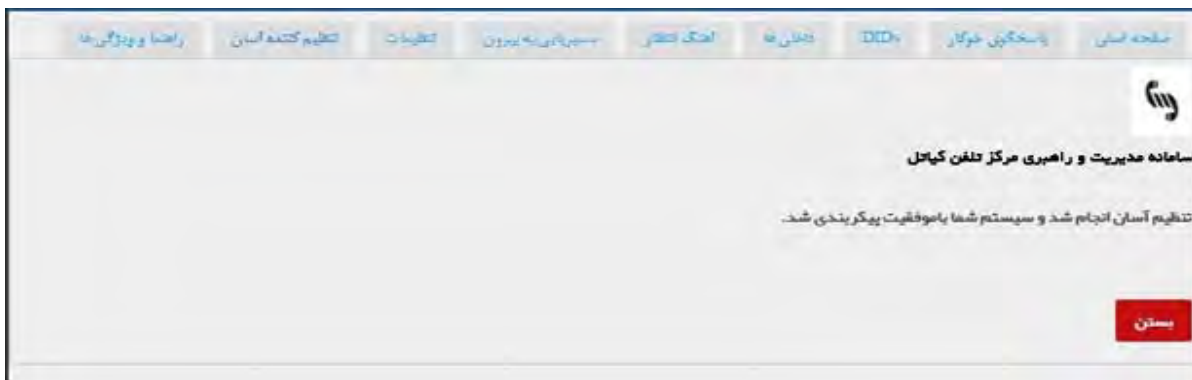 صفحه اصلی پاسخگوی خوکار DIDs داخلی ها آهنگ انتظار مسیریابی به بیرون تنظیمات تنظیم کننده آسان راهنما و ویژگی ها
سامانه مدیریت و راهبری مرکز تلفن کیاتل
تنظیم آسان انجام شد و سیستم شما باموفقیت پیکربندی شد.
بستن